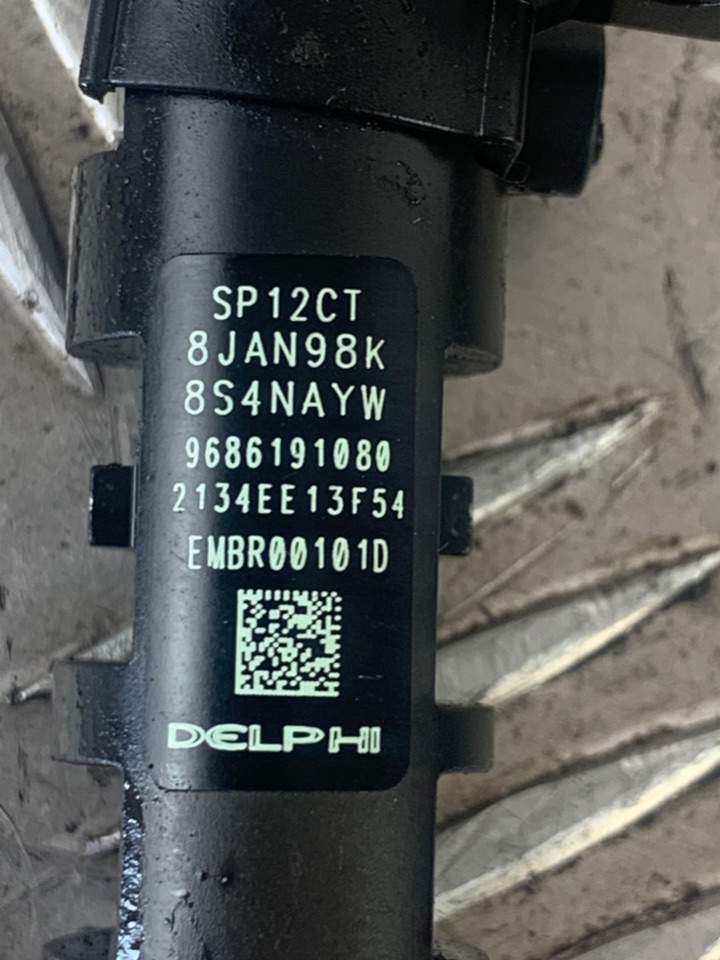 SP12CT
8JAN98K
8S4NAYW
9686191080
2134EE13F54
EMBR00101D
DELPHI